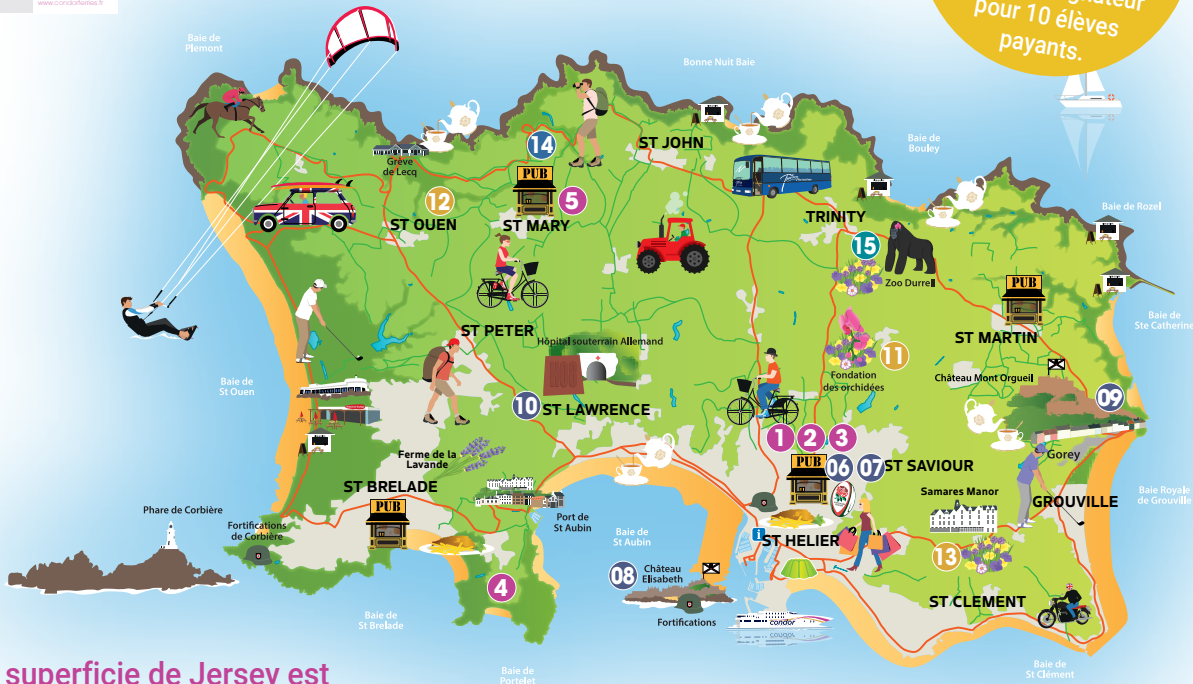 www.condorferries.fr
pour 10 élèves
payants.
Baie de
Plemont
Bonne Nuit Baie
Baie de
Bouley
Baie de Rozel
Baie de
Ste Catherine
Grève
de Lecq
14
PUB
5
ST MARY
12
ST OUEN
ST JOHN
TRINITY
15
Zoo Durrell
PUB
ST MARTIN
ST PETER
Hôpital souterrain Allemand
11
Fondation
des orchidées
Château Mont Orgueil
09
Baie de
St Ouen
10
ST LAWRENCE
1
2
3
PUB
06
07
ST SAVIOUR
Gorey
GROUVILLE
Baie Royale
de Grouville
Ferme de la
Lavande
ST BRELADE
PUB
Samares Manor
Phare de Corbière
Fortifications
de Corbière
Port de
St Aubin
Baie de
St Aubin
i
ST HELIER
13
08
Château
Elisabeth
Fortifications
condor
ST CLEMENT
4
Baie de
St Brelade
Baie de
Portelet
Baie de
St Clément
superficie de Jersey est